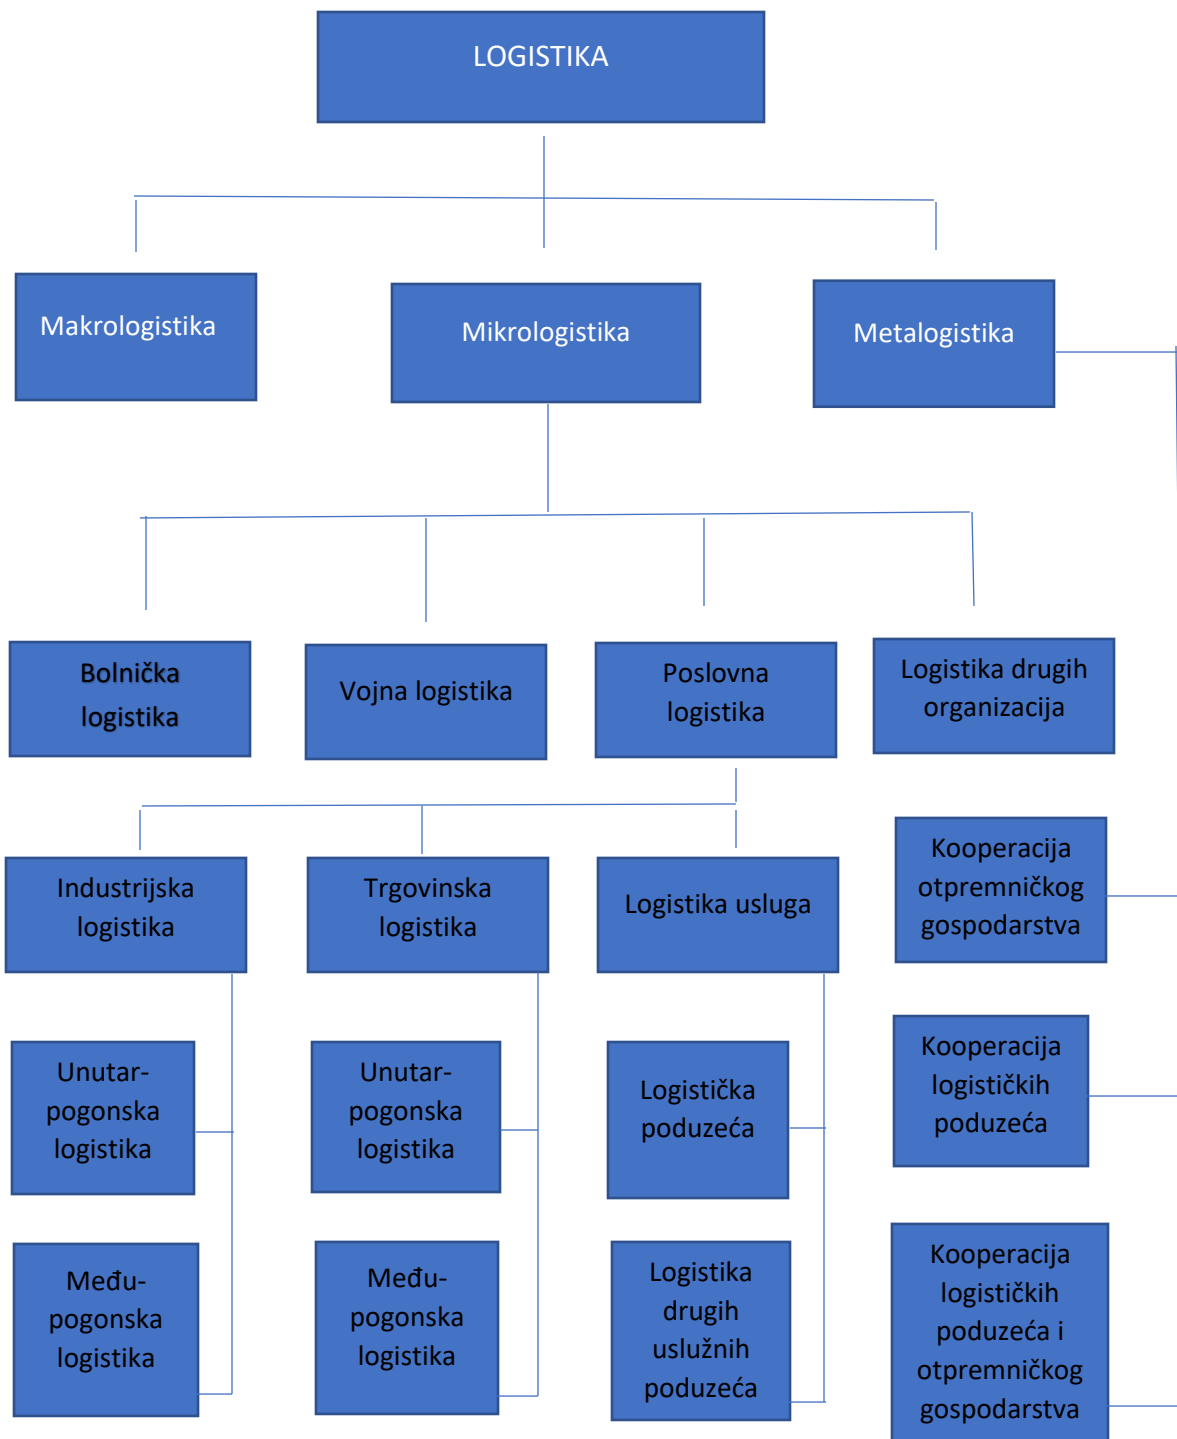 LOGISTIKA
Makrologistika
Mikrologistika
Metalogistika
Bolnička
logistika
Vojna logistika
Poslovna
logistika
Logistika drugih
organizacija
Industrijska
logistika
Trgovinska
logistika
Logistika usluga
Kooperacija
otpremničkog
gospodarstva
Unutar-
pogonska
logistika
Unutar-
pogonska
logistika
Logistička
poduzeća
Kooperacija
logističkih
poduzeća
Među-
pogonska
logistika
Među-
pogonska
logistika
Logistika
drugih
uslužnih
poduzeća
Kooperacija
logističkih
poduzeća i
otpremničkog
gospodarstva